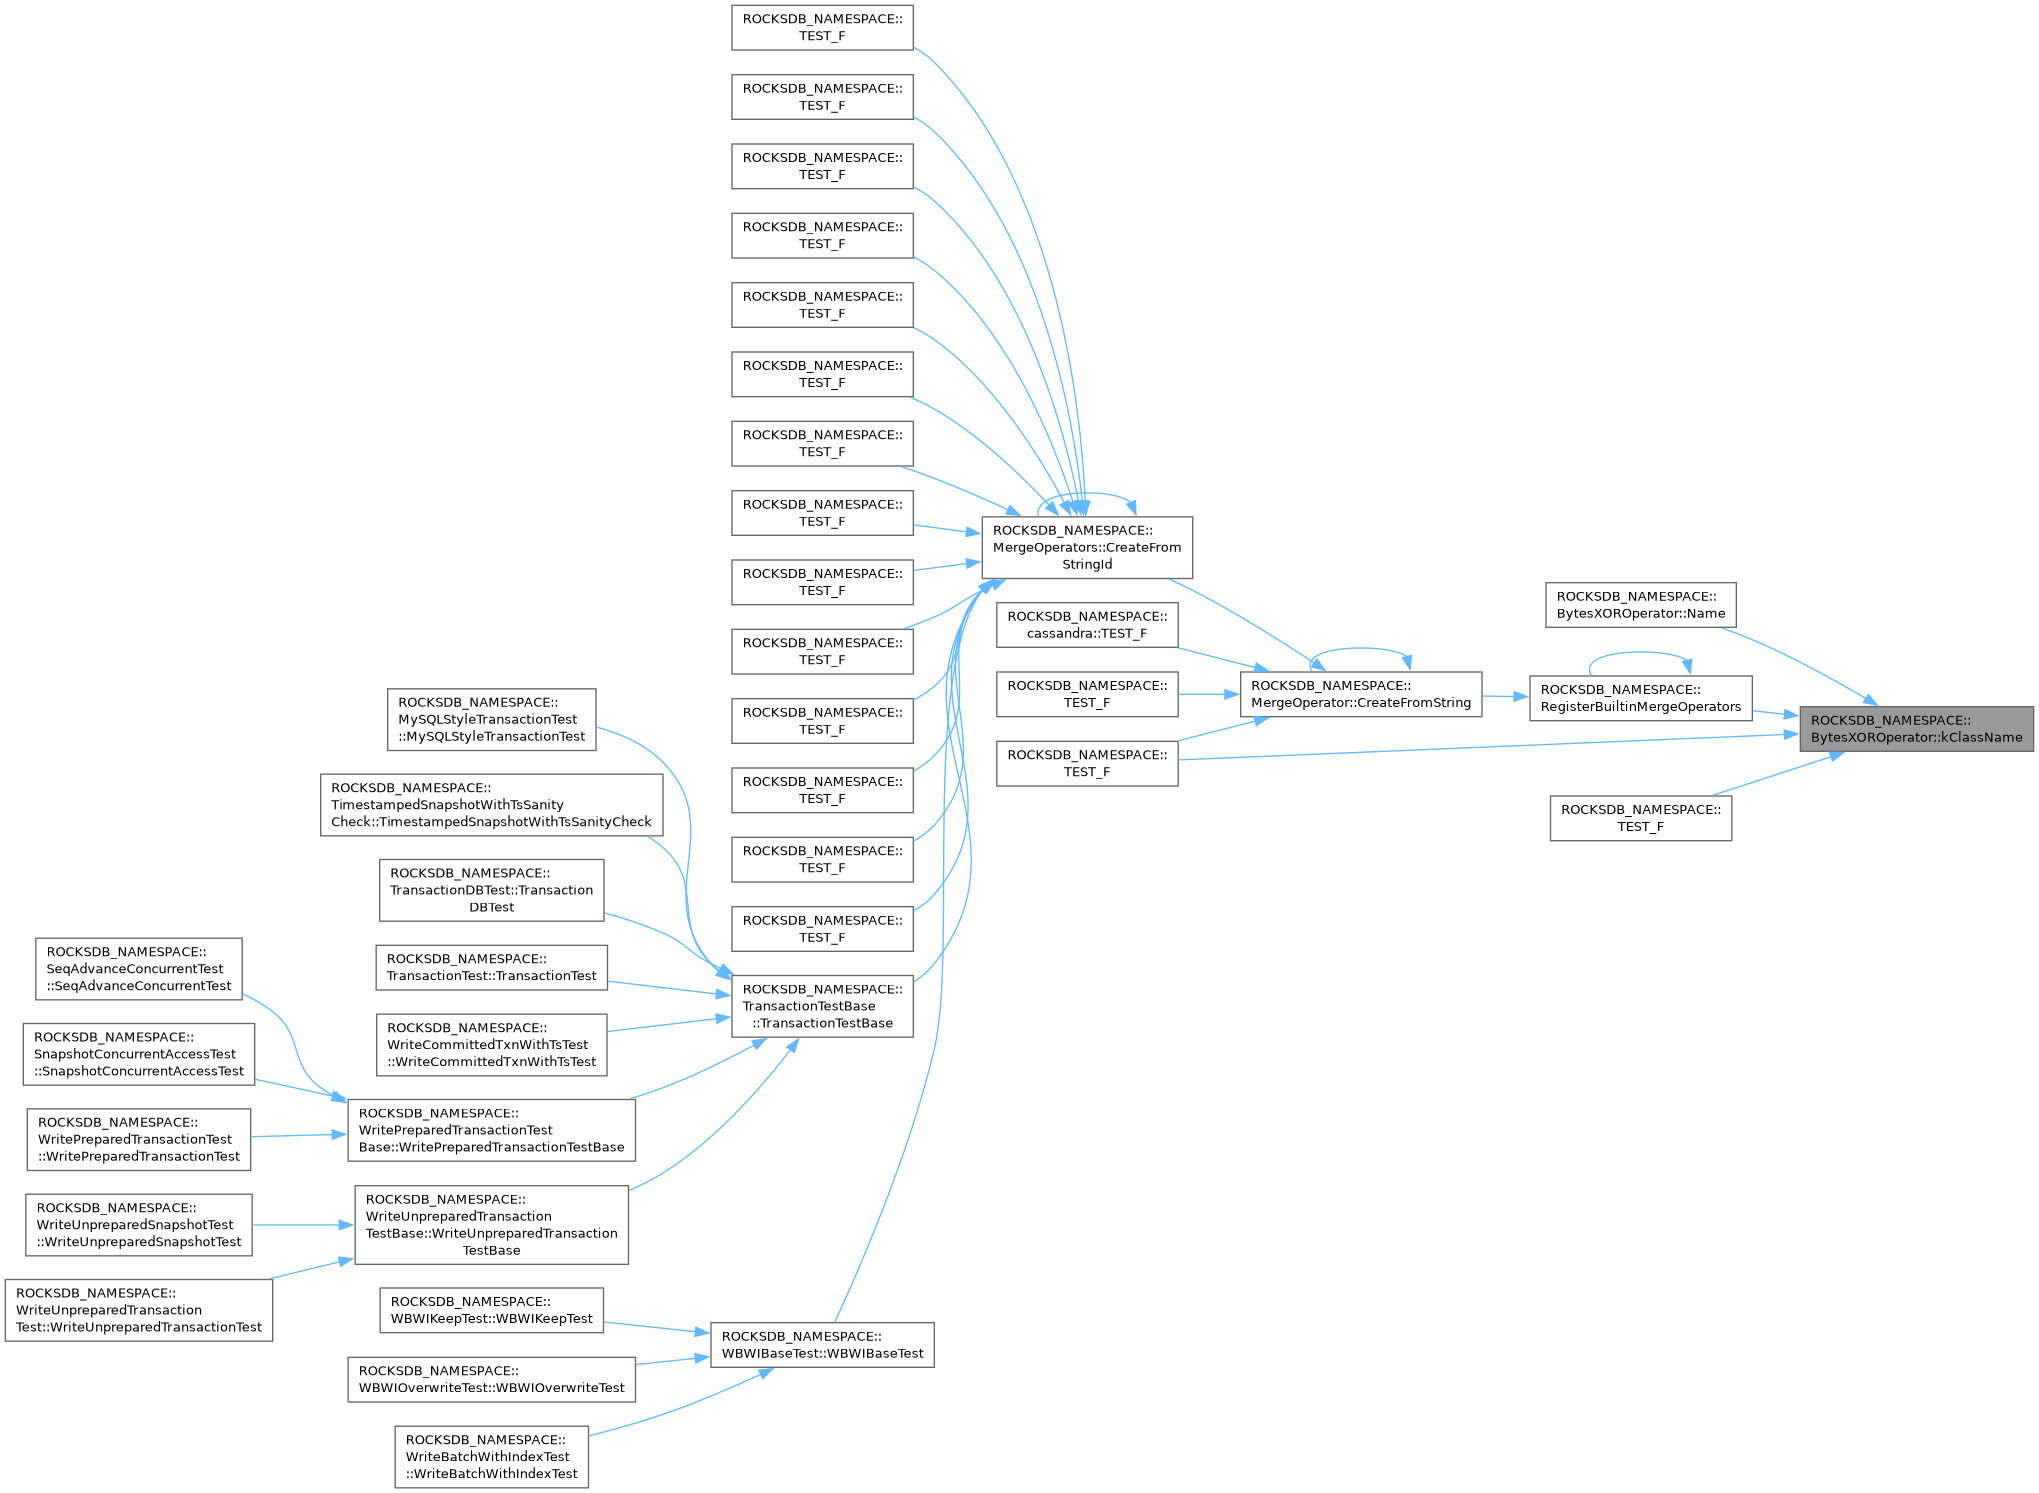 ROCKSDB_NAMESPACE::
TEST_F
ROCKSDB_NAMESPACE::
TEST_F
ROCKSDB_NAMESPACE::
TEST_F
ROCKSDB_NAMESPACE::
TEST_F
ROCKSDB_NAMESPACE::
TEST_F
ROCKSDB_NAMESPACE::
TEST_F
ROCKSDB_NAMESPACE::
TEST_F
ROCKSDB_NAMESPACE::
TEST_F
ROCKSDB_NAMESPACE::
TEST_F
ROCKSDB_NAMESPACE::
TEST_F
ROCKSDB_NAMESPACE::
TEST_F
ROCKSDB_NAMESPACE::
TEST_F
ROCKSDB_NAMESPACE::
TEST_F
ROCKSDB_NAMESPACE::
TEST_F
ROCKSDB_NAMESPACE::
MergeOperators::CreateFrom
StringId
ROCKSDB_NAMESPACE::
cassandra::TEST_F
ROCKSDB_NAMESPACE::
TEST_F
ROCKSDB_NAMESPACE::
TEST_F
ROCKSDB_NAMESPACE::
MergeOperator::CreateFromString
ROCKSDB_NAMESPACE::
BytesXOROperator::Name
ROCKSDB_NAMESPACE::
RegisterBuiltinMergeOperators
ROCKSDB_NAMESPACE::
BytesXOROperator::kClassName
ROCKSDB_NAMESPACE::
TEST_F
ROCKSDB_NAMESPACE::
MySQLStyleTransactionTest
::MySQLStyleTransactionTest
ROCKSDB_NAMESPACE::
TimestampedSnapshotWithTsSanity
Check::TimestampedSnapshotWithTsSanityCheck
ROCKSDB_NAMESPACE::
TransactionDBTest::Transaction
DBTest
ROCKSDB_NAMESPACE::
TransactionTest::TransactionTest
ROCKSDB_NAMESPACE::
WriteCommittedTxnWithTsTest
::WriteCommittedTxnWithTsTest
ROCKSDB_NAMESPACE::
TransactionTestBase
::TransactionTestBase
ROCKSDB_NAMESPACE::
SeqAdvanceConcurrentTest
::SeqAdvanceConcurrentTest
ROCKSDB_NAMESPACE::
SnapshotConcurrentAccessTest
::SnapshotConcurrentAccessTest
ROCKSDB_NAMESPACE::
WritePreparedTransactionTest
::WritePreparedTransactionTest
ROCKSDB_NAMESPACE::
WritePreparedTransactionTest
Base::WritePreparedTransactionTestBase
ROCKSDB_NAMESPACE::
WriteUnpreparedSnapshotTest
::WriteUnpreparedSnapshotTest
ROCKSDB_NAMESPACE::
WriteUnpreparedTransaction
Test::WriteUnpreparedTransactionTest
ROCKSDB_NAMESPACE::
WriteUnpreparedTransaction
TestBase::WriteUnpreparedTransaction
TestBase
ROCKSDB_NAMESPACE::
WBWIKeepTest::WBWIKeepTest
ROCKSDB_NAMESPACE::
WBWIOverwriteTest::WBWIOverwriteTest
ROCKSDB_NAMESPACE::
WriteBatchWithIndexTest
::WriteBatchWithIndexTest
ROCKSDB_NAMESPACE::
WBWIBaseTest::WBWIBaseTest